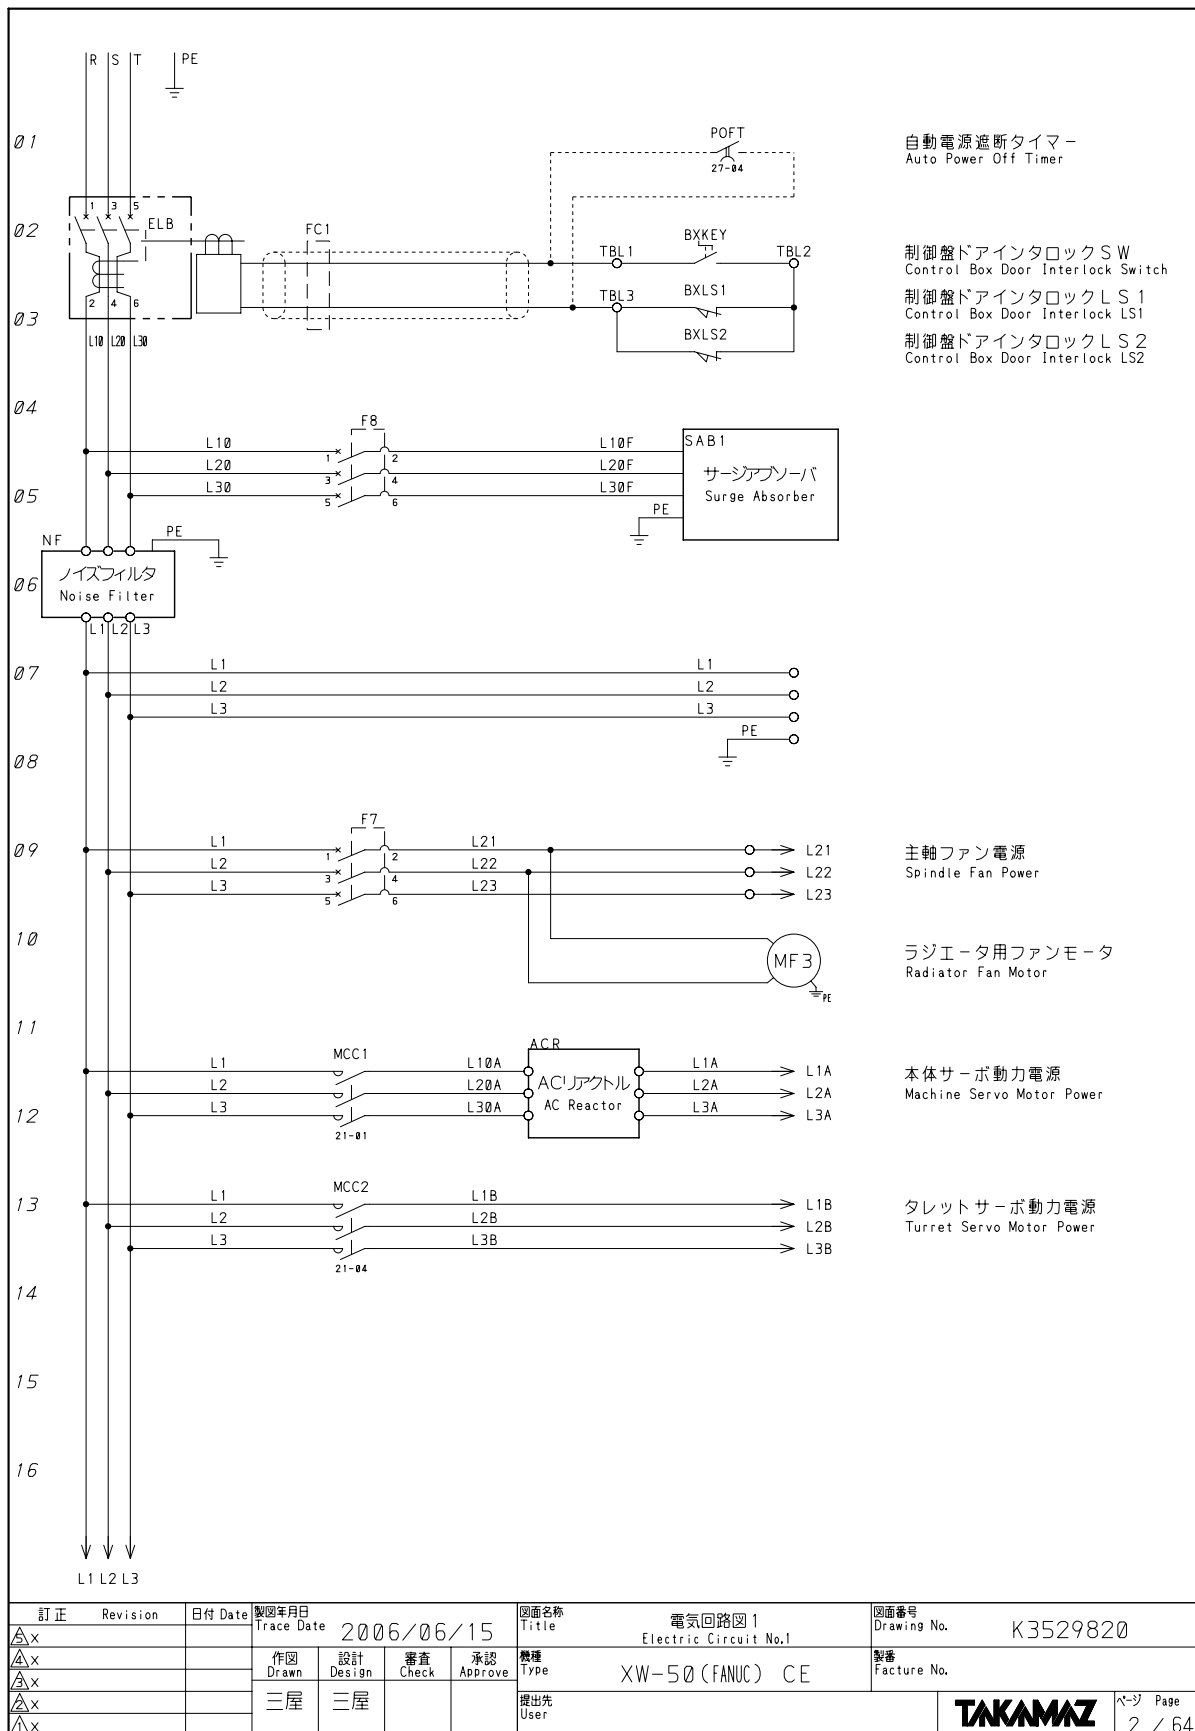 R S T PE
01
POFT
27-04
自動電源遮断タイマー
Auto Power Off Timer
1 3 5
ELB
02
FC1
TBL1
BXKEY
TBL2
制御盤ドアインタロックSW
Control Box Door Interlock Switch
2 4 6
03
TBL3
BXLS1
制御盤ドアインタロックLS1
Control Box Door Interlock LS1
L10 L20 L30
BXLS2
制御盤ドアインタロックLS2
Control Box Door Interlock LS2
04
F8
L10 1 2 L10F
L20 3 4 L20F
L30 5 6 L30F
SAB1
サージアブソーバ
Surge Absorber
PE
05
NF
PE
ノイズフィルタ
Noise Filter
06
L1 L2 L3
07
L1 L1
L2 L2
L3 L3
PE
08
F7
09
L1 1 2 L21 L21
L2 3 4 L22 L22
L3 5 6 L23 L23
主軸ファン電源
Spindle Fan Power
10
MF3
PE
ラジエータ用ファンモータ
Radiator Fan Motor
11
MCC1
ACR
L1 L10A L1A L1A
L2 L20A L2A L2A
L3 L30A L3A L3A
21-01
ACリアクトル
AC Reactor
本体サーボ動力電源
Machine Servo Motor Power
12
13
MCC2
L1 L1B L1B
L2 L2B L2B
L3 L3B L3B
21-04
タレットサーボ動力電源
Turret Servo Motor Power
14
15
16
L1 L2 L3
訂正 Revision 日付 Date
5 X
4 X
3 X
2 X
1 X
製図年月日
Trace Date 2006/06/15
作図
Drawn
設計
Design
審査
Check
承認
Approve
三屋 三屋
図面名称
Title
電気回路図1
Electric Circuit No.1
機種
Type XW-50(FANUC) CE
提出先
User
図面番号
Drawing No. K3529820
製番
Facture No.
TAKAMAZ
ページ Page
2 / 64